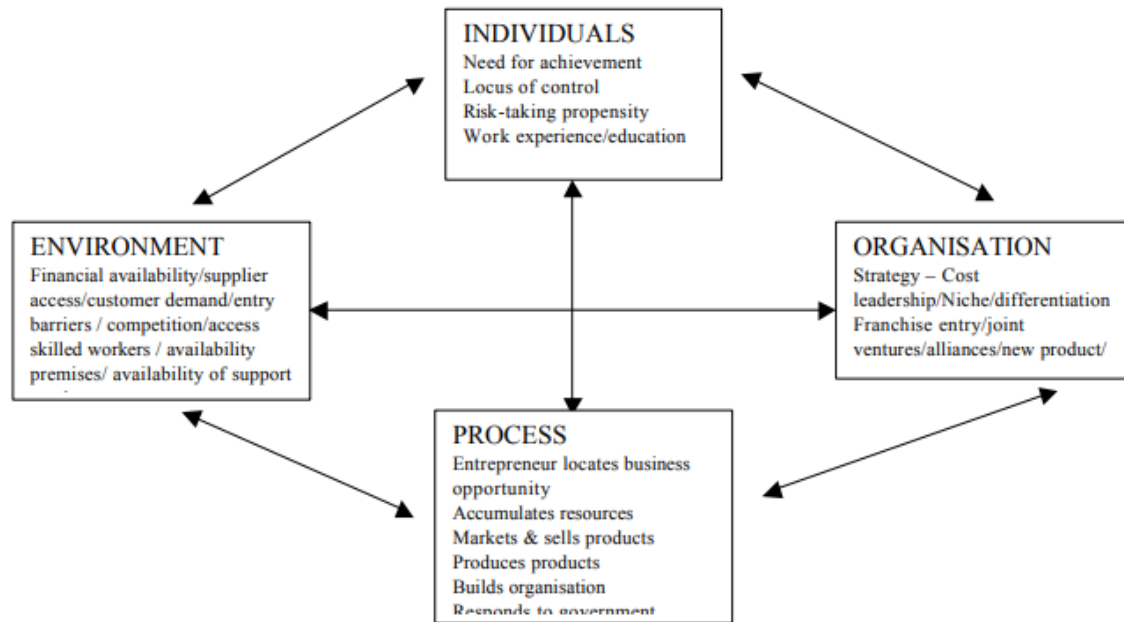 INDIVIDUALS
Need for achievement
Locus of control
Risk-taking propensity
Work experience/education
ENVIRONMENT
Financial availability/supplier
access/customer demand/entry
barriers / competition/access
skilled workers / availability
premises/ availability of support
ORGANISATION
Strategy – Cost
leadership/Niche/differentiation
Franchise entry/joint
ventures/alliances/new product/
PROCESS
Entrepreneur locates business
opportunity
Accumulates resources
Markets & sells products
Produces products
Builds organisation
Responds to government